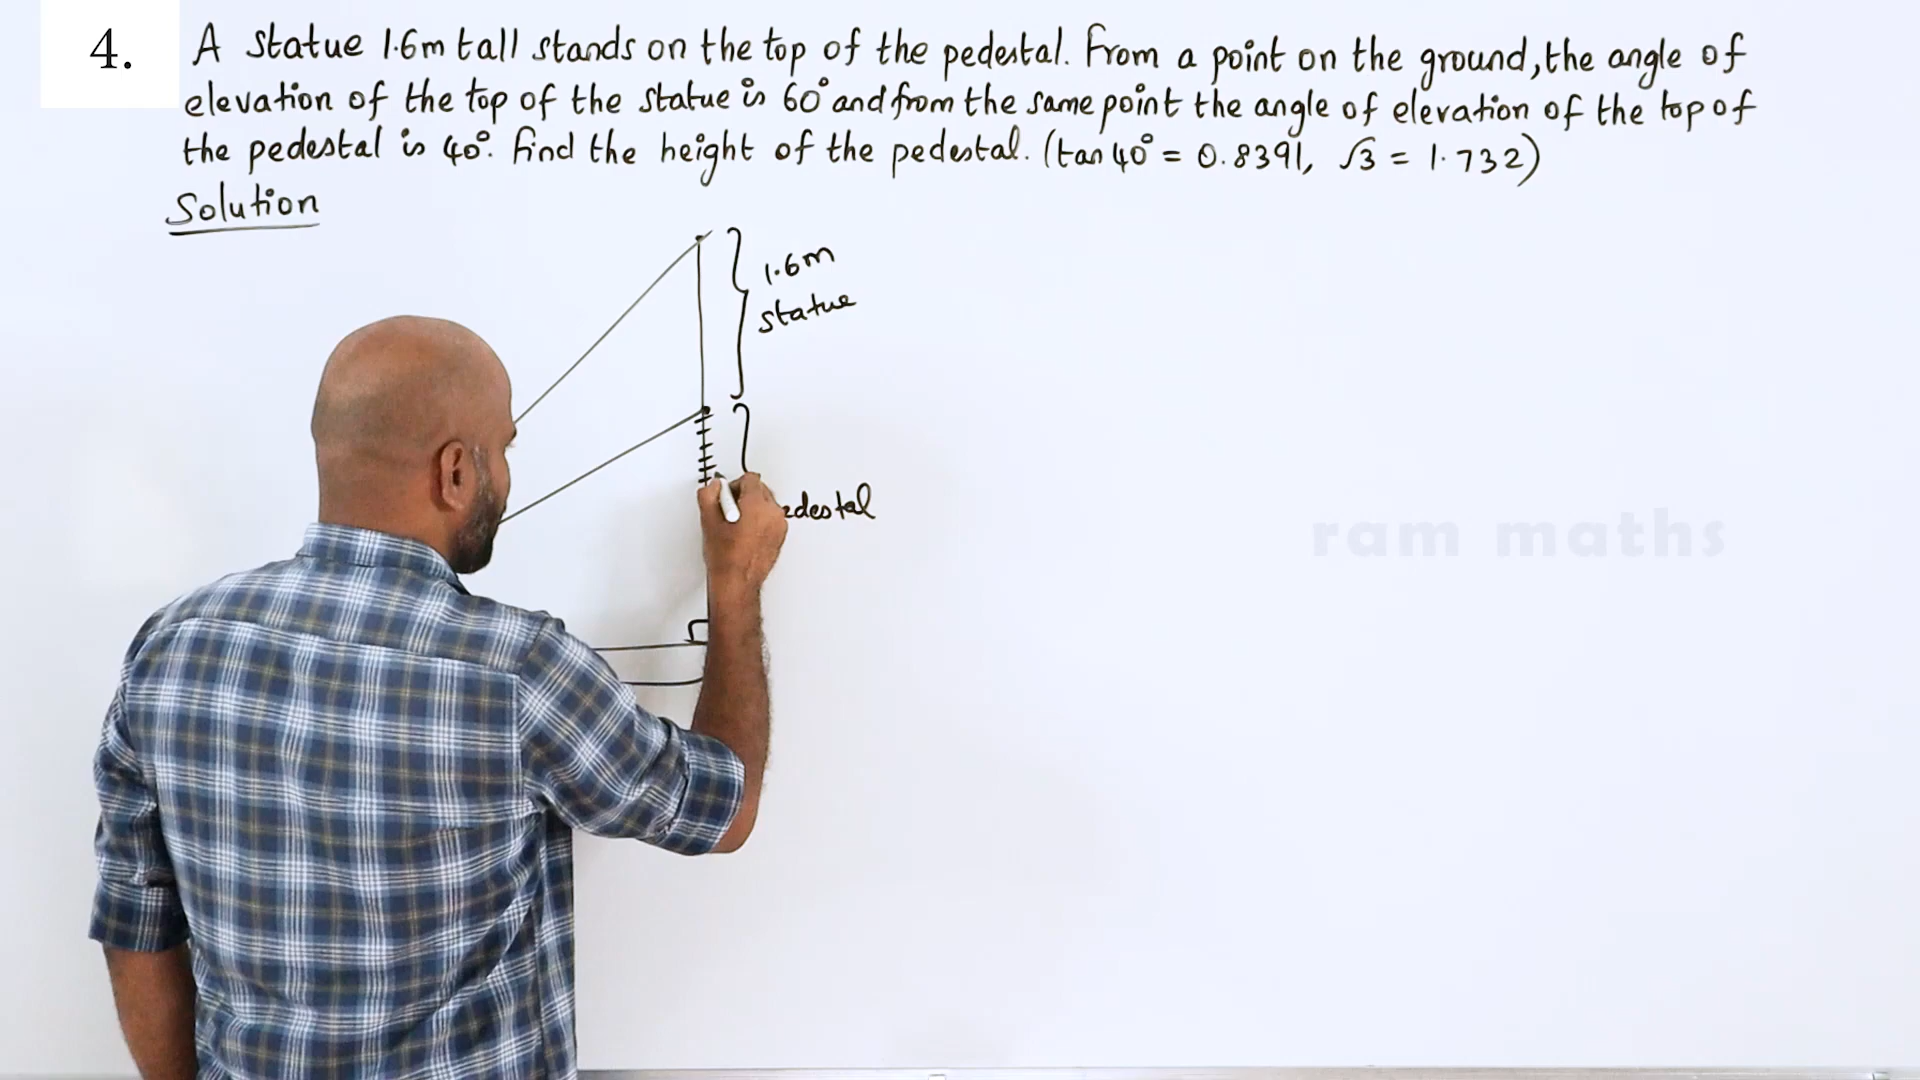 4.
A statue 1.6m tall stands on the top of the pedestal. From a point on the ground, the angle of
elevation of the top of the statue is 60° and from the same point the angle of elevation of the top of
the pedestal is 40°. Find the height of the pedestal. (tan 40° = 0.8391, √3 = 1.732)
Solution
1.6m
statue
edestal
ram maths